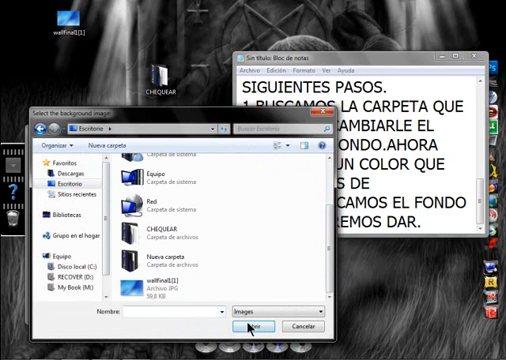 wallfinal1[1]
CHEQUEAR
Sin título: Bloc de notas
Archivo Edición Formato Ver Ayuda
SIGUIENTES PASOS.
1.BUSCAMOS LA CARPETA QUE
CAMBIARLE EL
FONDO.AHORA
UN COLOR QUE
S DE
CAMOS EL FONDO
REMOS DAR.
Select the background image
Escritorio
Buscar Escritorio
Organizar
Nueva carpeta
Favoritos
Descargas
Escritorio
Sitios recientes
Bibliotecas
Grupo en el hogar
Equipo
Disco local (C:)
RECOVER (D:)
My Book (M:)
Carpeta de sistema
Equipo
Carpeta de sistema
Red
Carpeta de sistema
CHEQUEAR
Carpeta de archivos
Nueva carpeta
Carpeta de archivos
wallfinal1[1]
Archivo JPG
59,8 KB
Nombre:
Images
Cancelar